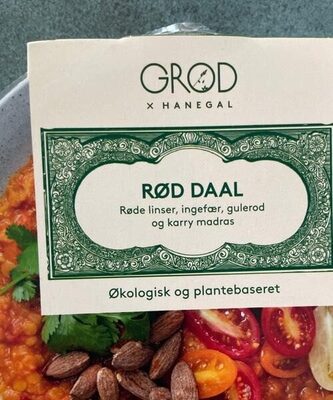 GRØD
× HANEGAL
RØD DAAL
Røde linser, ingefær, gulerod
og karry madras
Økologisk og plantebaseret